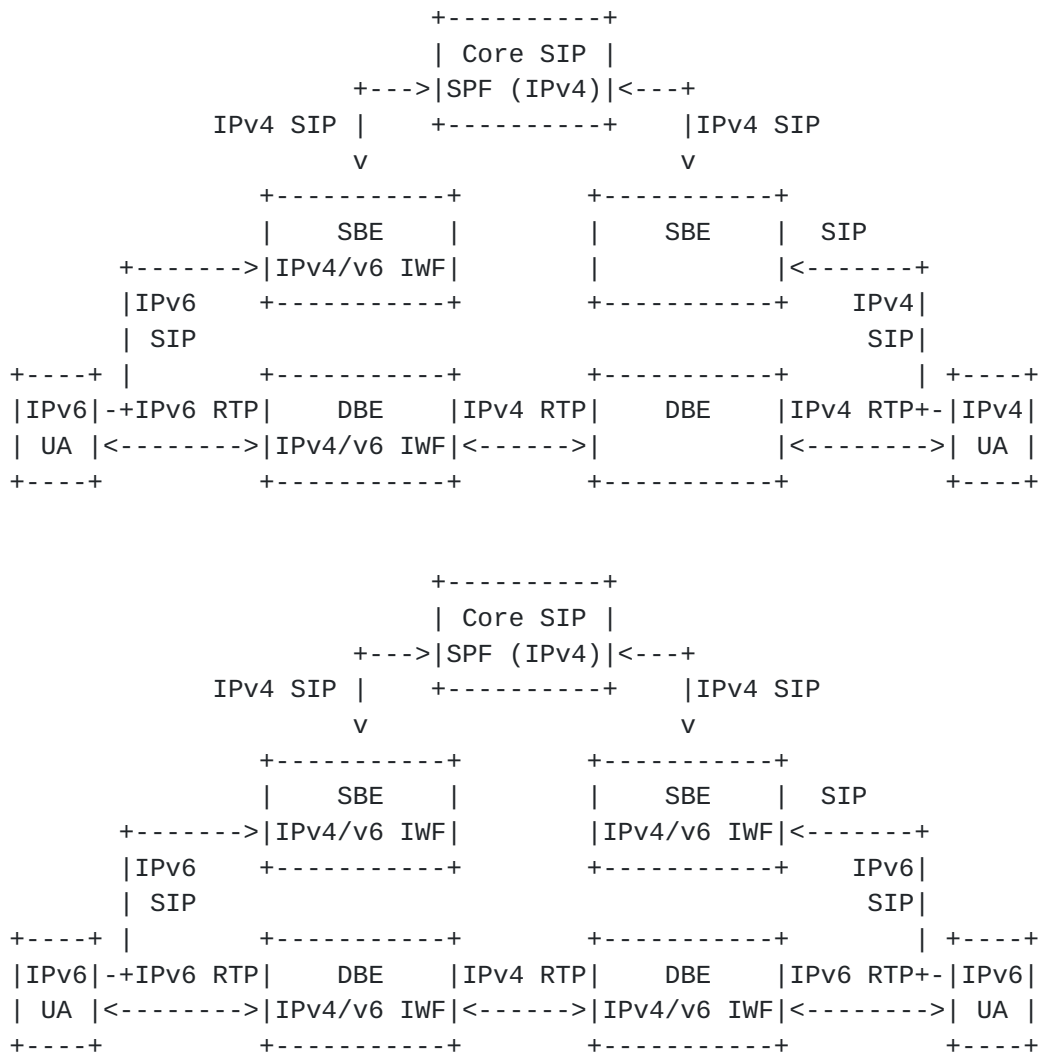 +----------+
                         | Core SIP |
                    +--->|SPF (IPv4)|<---+
            IPv4 SIP |    +----------+    |IPv4 SIP
                     v                    v
               +-----------+        +-----------+
               |    SBE    |        |    SBE    |  SIP
      +------->|IPv4/v6 IWF|        |           |<-------+
      |IPv6    +-----------+        +-----------+    IPv4|
      | SIP                                           SIP|
+----+ |       +-----------+        +-----------+        | +----+
|IPv6|-+IPv6 RTP|    DBE    |IPv4 RTP|    DBE    |IPv4 RTP+-|IPv4|
| UA |<-------->|IPv4/v6 IWF|<------>|           |<-------->| UA |
+----+          +-----------+        +-----------+          +----+
                         +----------+
                         | Core SIP |
                    +--->|SPF (IPv4)|<---+
            IPv4 SIP |    +----------+    |IPv4 SIP
                     v                    v
               +-----------+        +-----------+
               |    SBE    |        |    SBE    |  SIP
      +------->|IPv4/v6 IWF|        |IPv4/v6 IWF|<-------+
      |IPv6    +-----------+        +-----------+    IPv6|
      | SIP                                           SIP|
+----+ |       +-----------+        +-----------+        | +----+
|IPv6|-+IPv6 RTP|    DBE    |IPv4 RTP|    DBE    |IPv6 RTP+-|IPv6|
| UA |<-------->|IPv4/v6 IWF|<------>|IPv4/v6 IWF|<-------->| UA |
+----+          +-----------+        +-----------+          +----+